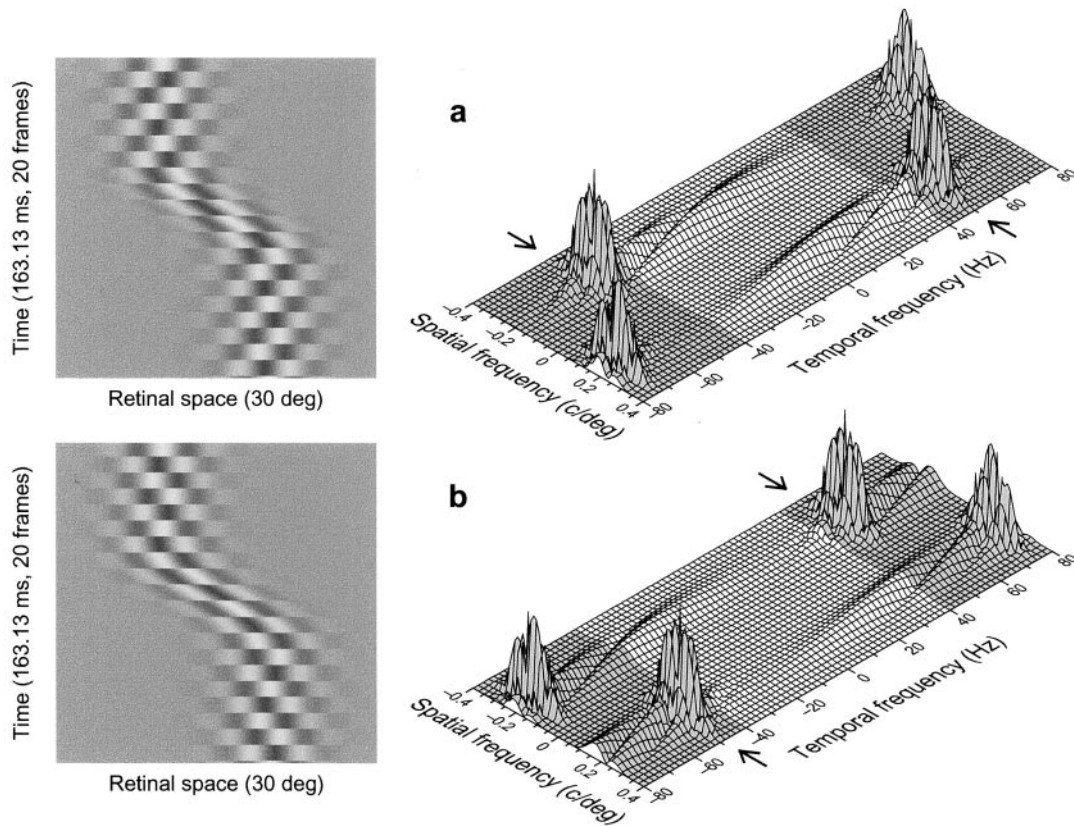 Time (163.13 ms, 20 frames)
Retinal space (30 deg)
a
–0.4
–0.2
0
0.2
0.4
Spatial frequency (c/deg)
–80
–60
–40
–20
0
20
40
60
80
Temporal frequency (Hz)
Time (163.13 ms, 20 frames)
Retinal space (30 deg)
b
–0.4
–0.2
0
0.2
0.4
Spatial frequency (c/deg)
–80
–60
–40
–20
0
20
40
60
80
Temporal frequency (Hz)